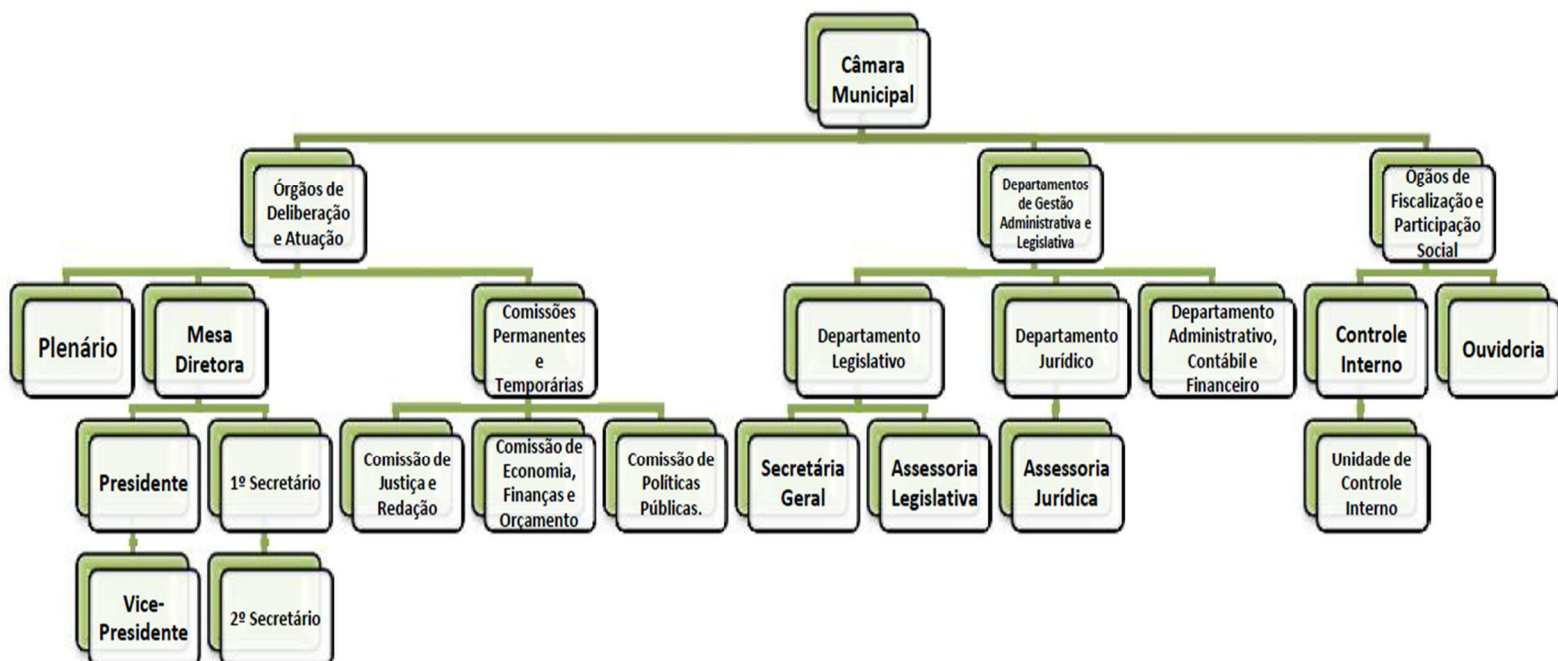 Câmara
Municipal
Órgãos de
Deliberação
e Atuação
Departamentos
de Gestão
Administrativa e
Legislativa
Ógãos de
Fiscalização e
Participação
Social
Plenário
Mesa
Diretora
Comissões
Permanentes
e
Temporárias
Departamento
Legislativo
Departamento
Jurídico
Departamento
Administrativo,
Contábil e
Financeiro
Controle
Interno
Ouvidoria
Presidente
1º Secretário
Comissão de
Justiça e
Redação
Comissão de
Economia,
Finanças e
Orçamento
Comissão de
Políticas
Públicas.
Secretária
Geral
Assessoria
Legislativa
Assessoria
Jurídica
Unidade de
Controle
Interno
Vice-
Presidente
2º Secretário